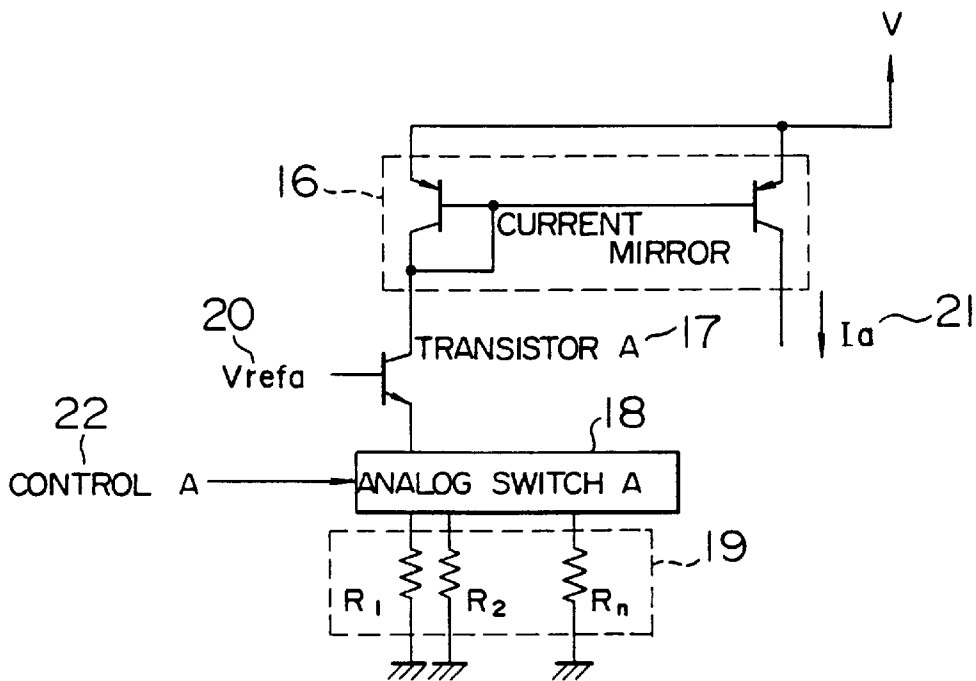 V
16
CURRENT
MIRROR
20
TRANSISTOR A
17
Ia
21
Vrefa
22
18
CONTROL A
ANALOG SWITCH A
19
R1
R2
Rn